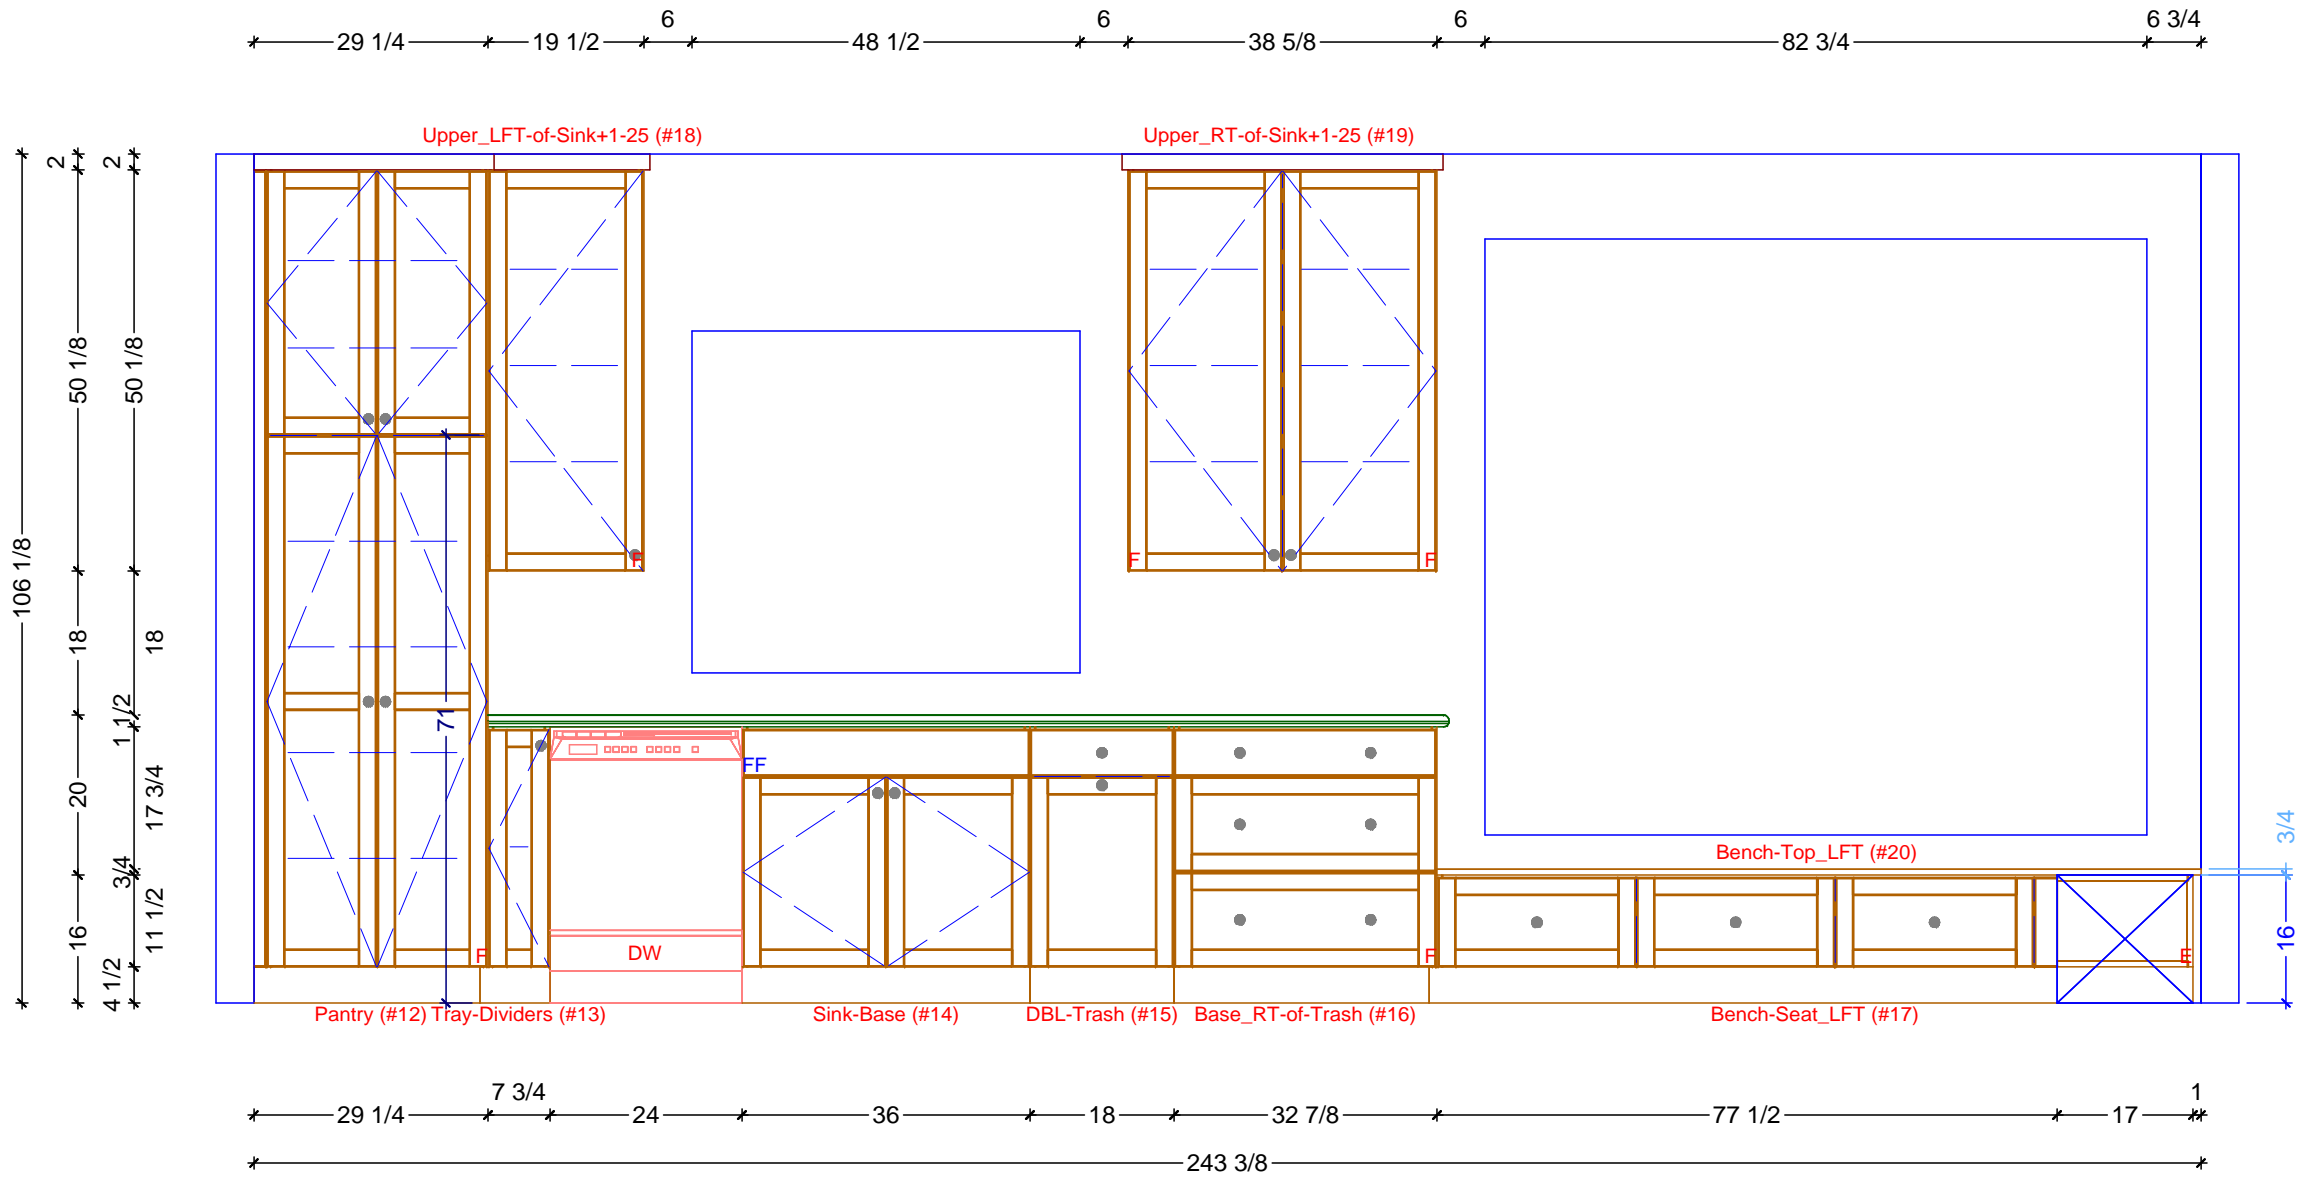 6 6 6 6 3/4
29 1/4 19 1/2 48 1/2 38 5/8 82 3/4
Upper_LFT-of-Sink+1-25 (#18) Upper_RT-of-Sink+1-25 (#19)
2 2
50 1/8 50 1/8
106 1/8
F F F
18 18
1 1/2
71
FF
20 17 3/4
3/4
3/4
Bench-Top_LFT (#20)
16 11 1/2
16
F DW F E
4 1/2
Pantry (#12) Tray-Dividers (#13) Sink-Base (#14) DBL-Trash (#15) Base_RT-of-Trash (#16) Bench-Seat_LFT (#17)
7 3/4 1
29 1/4 24 36 18 32 7/8 77 1/2 17
243 3/8